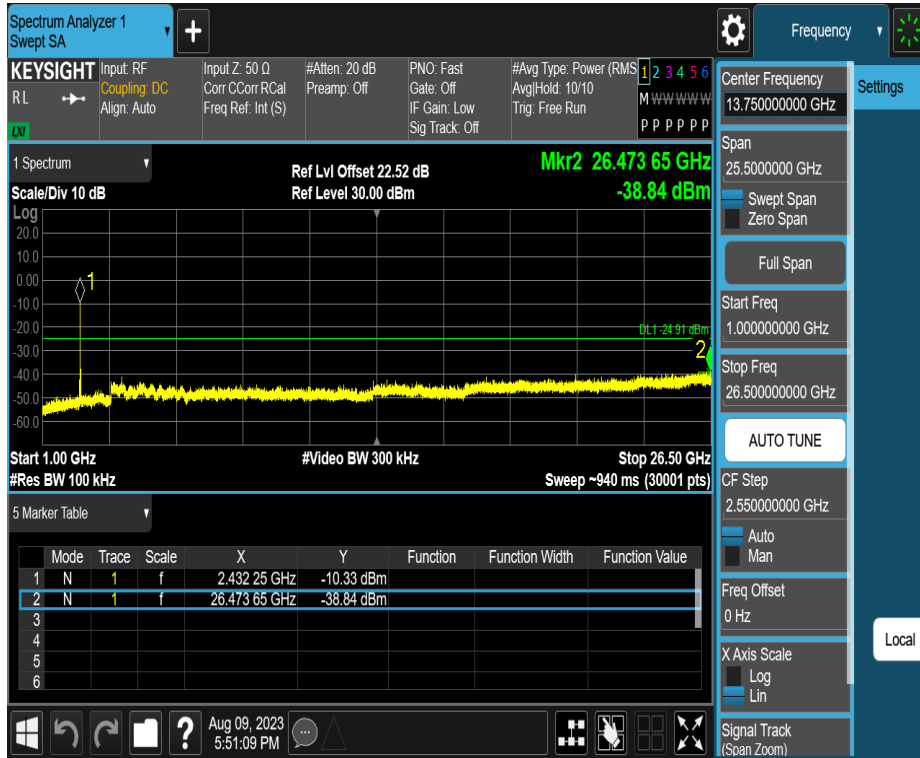 Spectrum Analyzer 1
Swept SA
+
Frequency
KEYSIGHT
Input: RF
Input Z: 50 Ω
#Atten: 20 dB
PNO: Fast
#Avg Type: Power (RMS
1 2 3 4 5 6
R L
Coupling: DC
Corr CCorr RCal
Preamp: Off
Gate: Off
Avg|Hold: 10/10
M W W W W W
Align: Auto
Freq Ref: Int (S)
IF Gain: Low
Trig: Free Run
LXI
Sig Track: Off
P P P P P P
1 Spectrum
Ref Lvl Offset 22.52 dB
Mkr2 26.473 65 GHz
Scale/Div 10 dB
Ref Level 30.00 dBm
-38.84 dBm
Log
20.0
10.0
0.00
1
-10.0
-20.0
DL1 -24.91 dBm
-30.0
2
-40.0
-50.0
-60.0
Start 1.00 GHz
#Video BW 300 kHz
Stop 26.50 GHz
#Res BW 100 kHz
Sweep ~940 ms (30001 pts)
5 Marker Table
Mode Trace Scale X Y Function Function Width Function Value
1 N 1 f 2.432 25 GHz -10.33 dBm
2 N 1 f 26.473 65 GHz -38.84 dBm
3
4
5
6
?
Aug 09, 2023
5:51:09 PM
Center Frequency
13.750000000 GHz
Settings
Span
25.5000000 GHz
Swept Span
Zero Span
Full Span
Start Freq
1.000000000 GHz
Stop Freq
26.500000000 GHz
AUTO TUNE
CF Step
2.550000000 GHz
Auto
Man
Freq Offset
0 Hz
Local
X Axis Scale
Log
Lin
Signal Track
(Span Zoom)